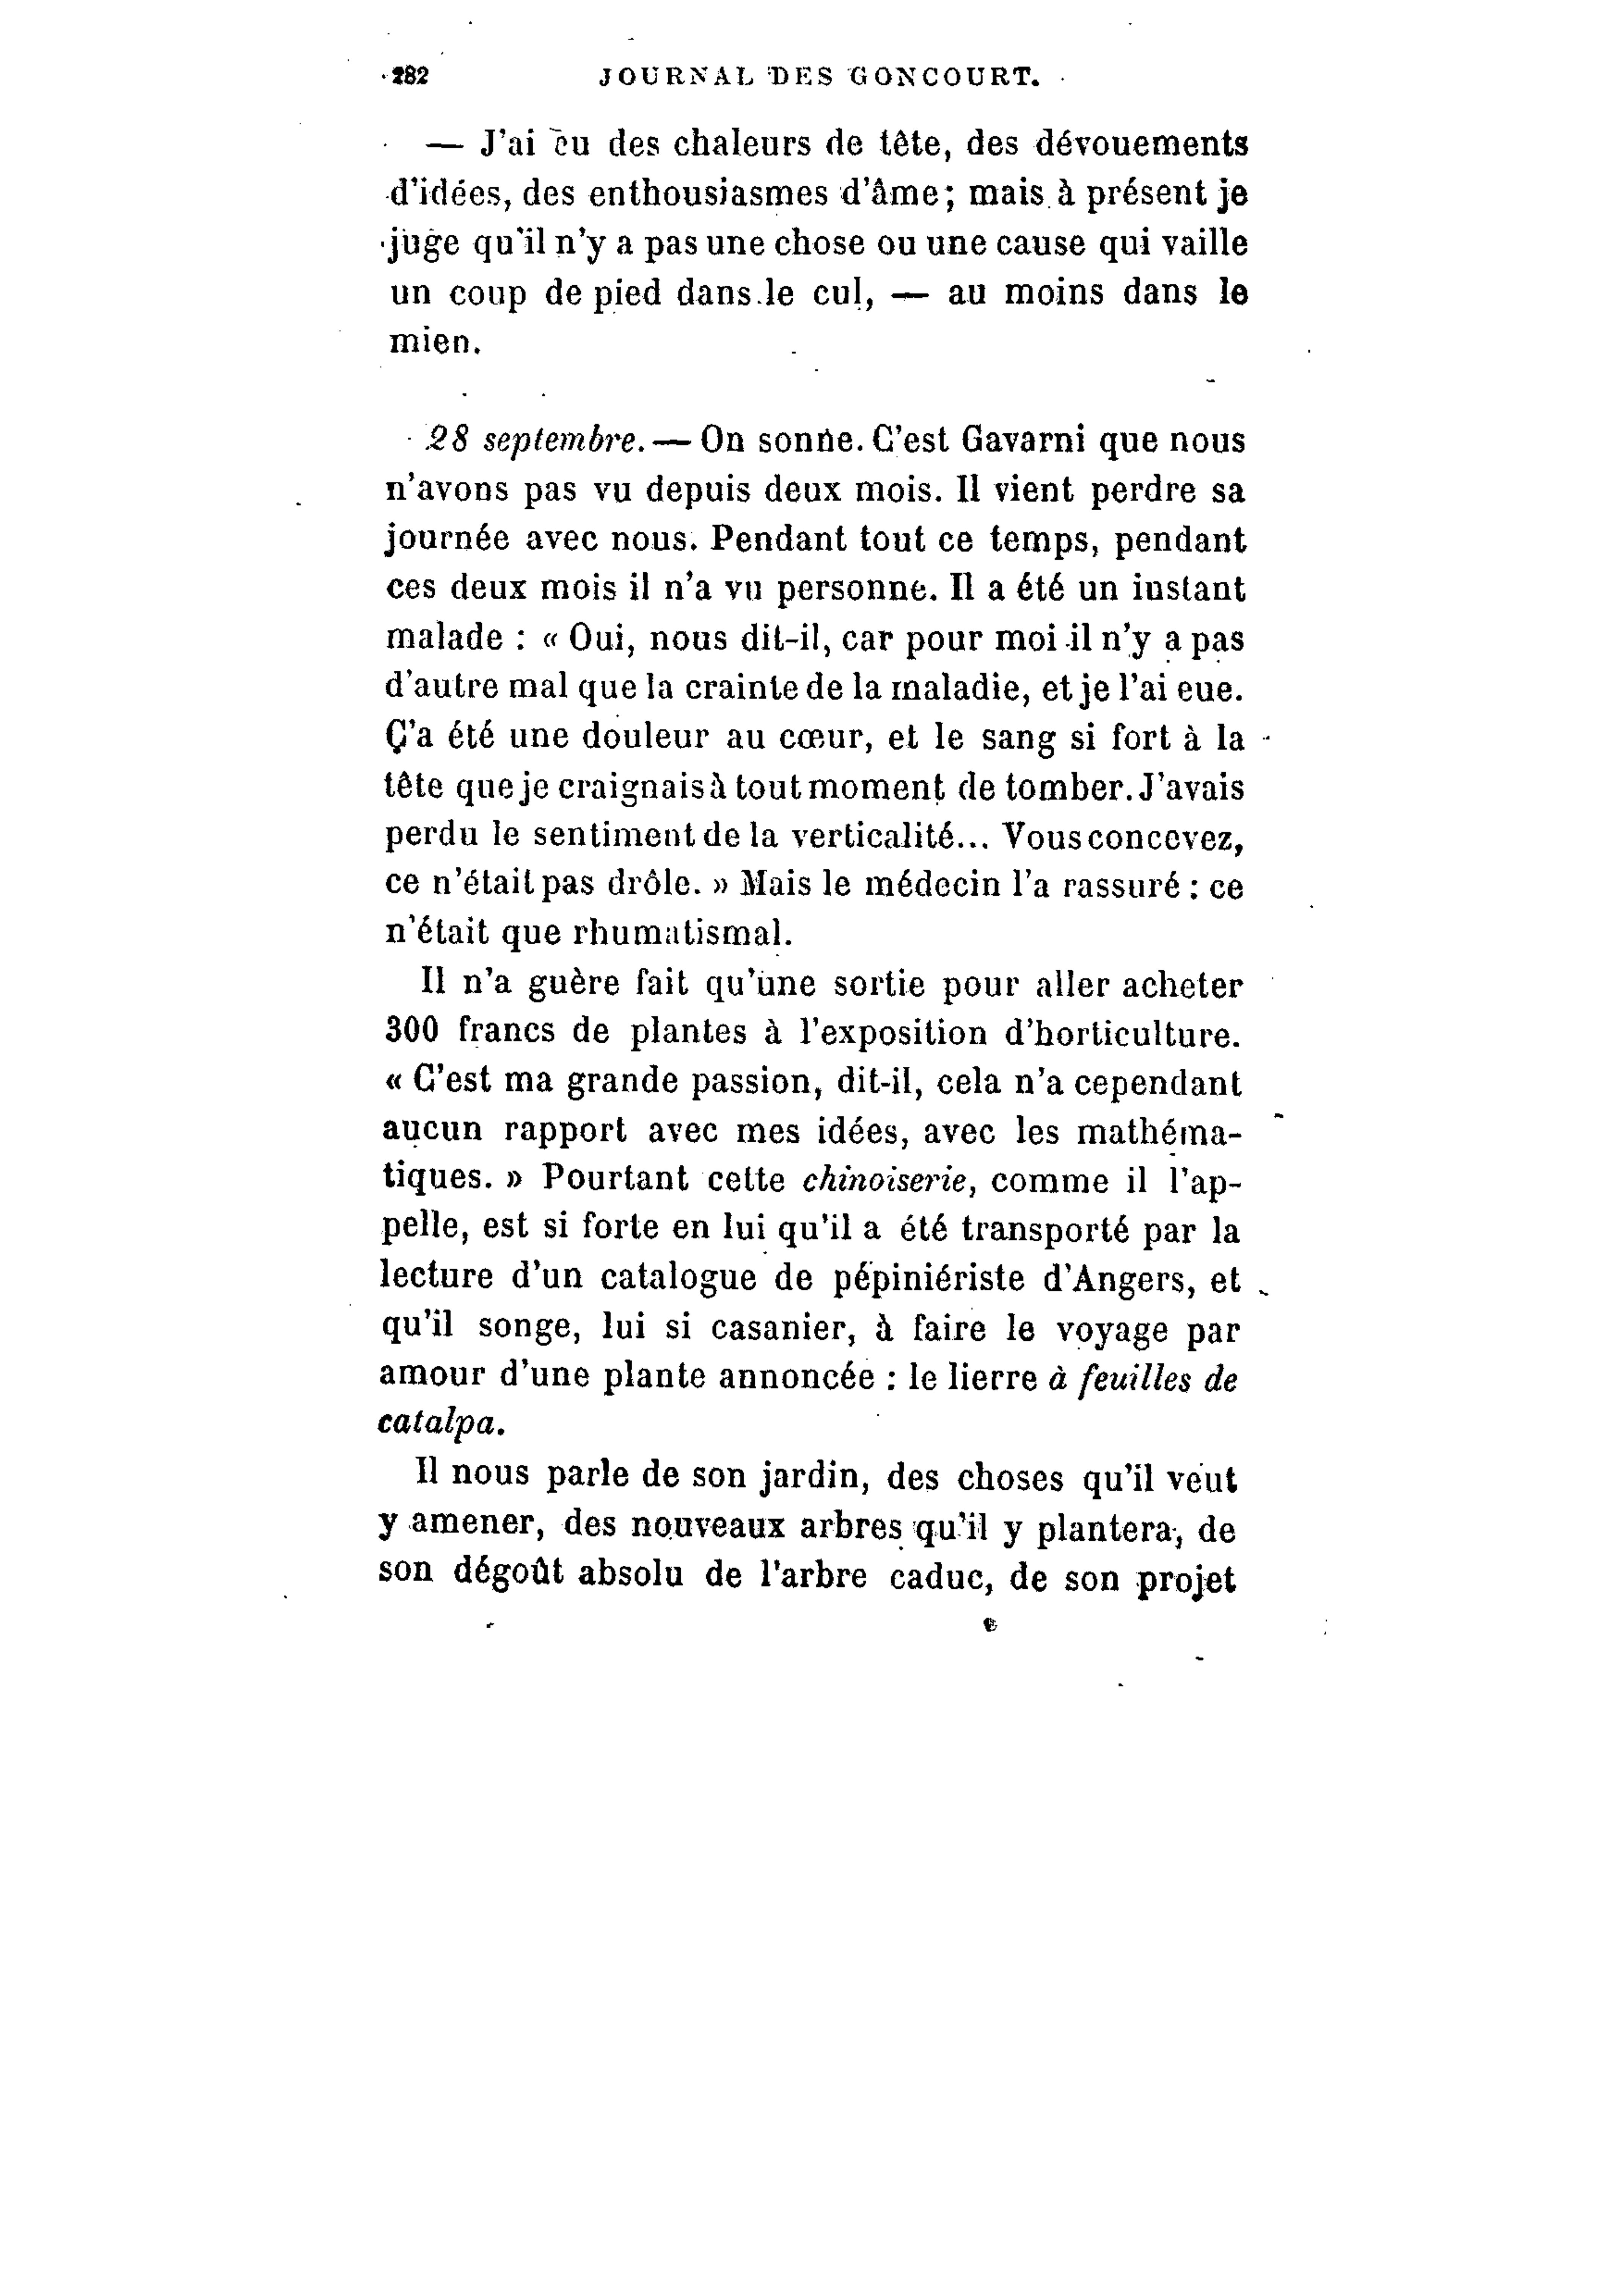 282 JOURNAL DES GONCOURT.
— J'ai eu des chaleurs de tête, des dévouements
d'idées, des enthousiasmes d'âme; mais à présent je
juge qu'il n'y a pas une chose ou une cause qui vaille
un coup de pied dans le cul, — au moins dans le
mien.
28 septembre. — On sonne. C'est Gavarni que nous
n'avons pas vu depuis deux mois. Il vient perdre sa
journée avec nous. Pendant tout ce temps, pendant
ces deux mois il n'a vu personne. Il a été un instant
malade : « Oui, nous dit-il, car pour moi il n'y a pas
d'autre mal que la crainte de la maladie, et je l'ai eue.
Ç'a été une douleur au cœur, et le sang si fort à la
tête que je craignais à tout moment de tomber. J'avais
perdu le sentiment de la verticalité... Vous concevez,
ce n'était pas drôle. » Mais le médecin l'a rassuré : ce
n'était que rhumatismal.
Il n'a guère fait qu'une sortie pour aller acheter
300 francs de plantes à l'exposition d'horticulture.
« C'est ma grande passion, dit-il, cela n'a cependant
aucun rapport avec mes idées, avec les mathéma-
tiques. » Pourtant cette chinoiserie, comme il l'ap-
pelle, est si forte en lui qu'il a été transporté par la
lecture d'un catalogue de pépiniériste d'Angers, et
qu'il songe, lui si casanier, à faire le voyage par
amour d'une plante annoncée : le lierre à feuilles de
catalpa.
Il nous parle de son jardin, des choses qu'il veut
y amener, des nouveaux arbres qu'il y plantera, de
son dégoût absolu de l'arbre caduc, de son projet